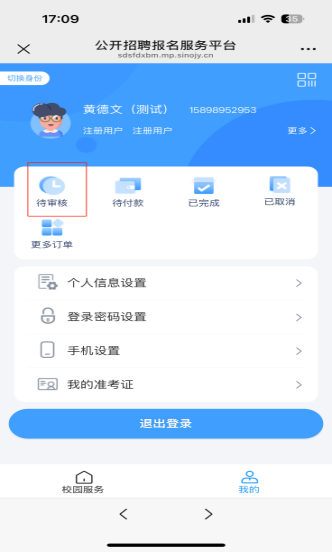 17:09
公开招聘报名服务平台
sdsfdxbm.mp.sinojy.cn
切换身份
黄德文（测试） 15898952953
注册用户 注册用户 更多
待审核 待付款 已完成 已取消
更多订单
个人信息设置
登录密码设置
手机设置
我的准考证
退出登录
校园服务 我的